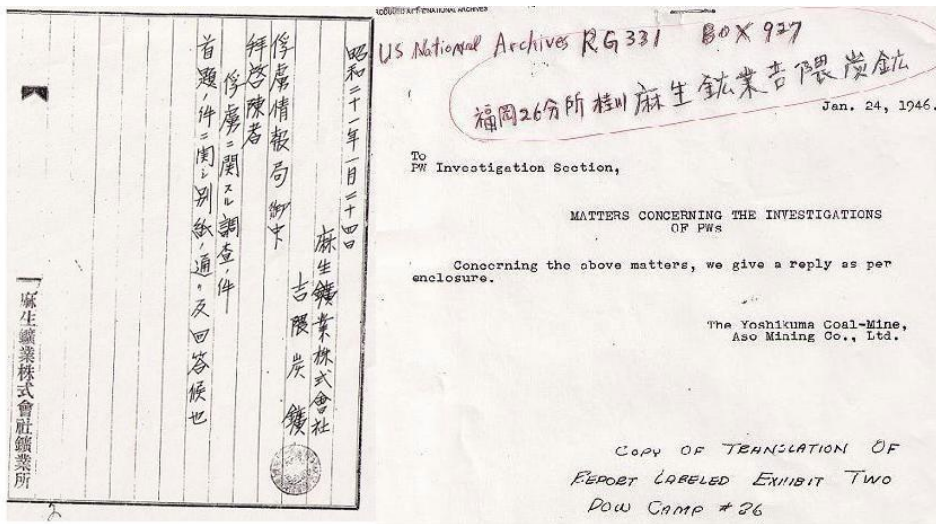 昭和二十一年一月二十四日
麻生鑛業株式會社
吉隈炭鑛
俘虜情報局御中
拝啓陳者
俘虜ニ関スル調査ノ件
首題ノ件ニ関シ別紙ノ通リ及回答候也
麻生鑛業株式會社鑛業所
US National Archives RG 331 BOX 927
福岡26分所 桂川 麻生鉱業吉隈炭鉱
Jan. 24, 1946.
To
PW Investigation Section,
MATTERS CONCERNING THE INVESTIGATIONS
OF PWs
Concerning the above matters, we give a reply as per
enclosure.
The Yoshikuma Coal-Mine,
Aso Mining Co., Ltd.
COPY OF TRANSLATION OF
REPORT LABELED EXHIBIT TWO
POW CAMP #26